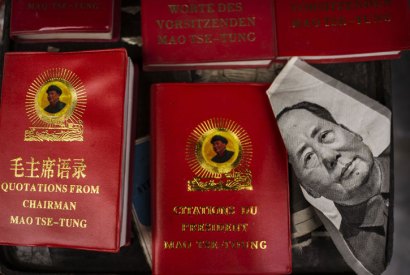 WORTE DES
VORSITZENDEN
MAO TSE-TUNG
毛主席语录
QUOTATIONS FROM
CHAIRMAN
MAO TSE-TUNG
CITATIONS DU
PRESIDENT
MAO TSE-TOUNG